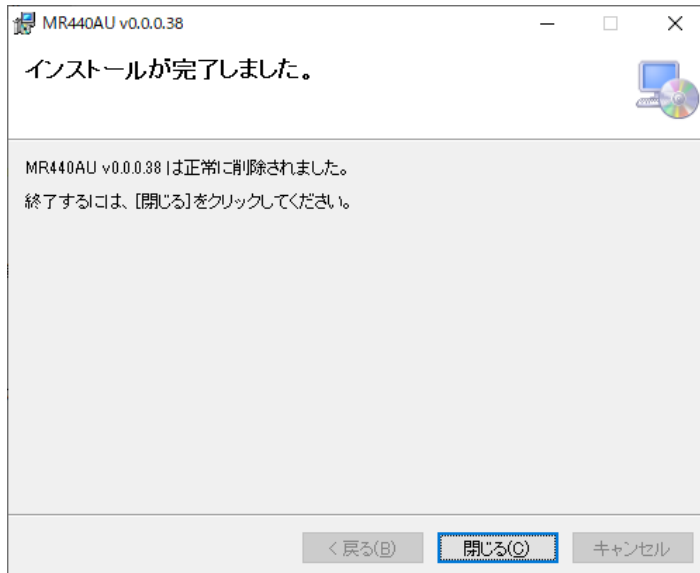 MR440AU v0.0.0.38
インストールが完了しました。
MR440AU v0.0.0.38 は正常に削除されました。
終了するには、[閉じる]をクリックしてください。
< 戻る(B)
閉じる(C)
キャンセル